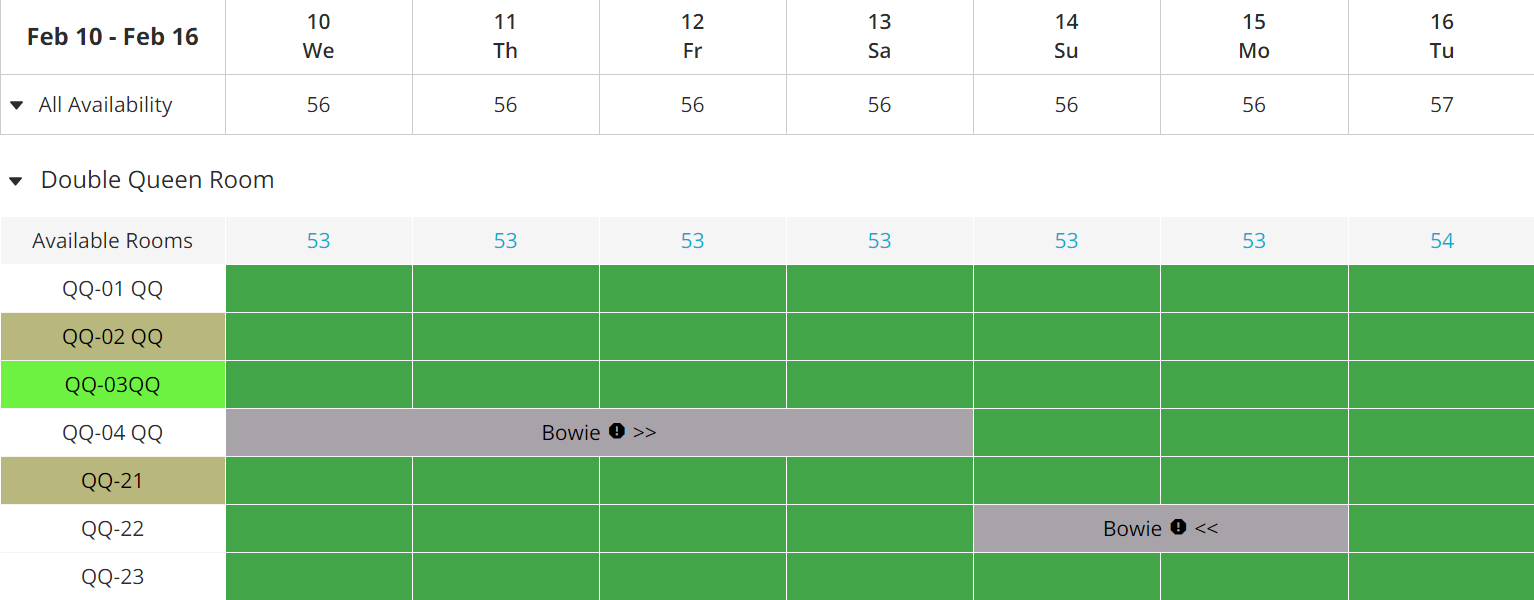 Feb 10 - Feb 16 10 11 12 13 14 15 16
We Th Fr Sa Su Mo Tu
All Availability 56 56 56 56 56 56 57
Double Queen Room
Available Rooms 53 53 53 53 53 53 54
QQ-01 QQ
QQ-02 QQ
QQ-03QQ
QQ-04 QQ Bowie ! >>
QQ-21
QQ-22 Bowie ! <<
QQ-23